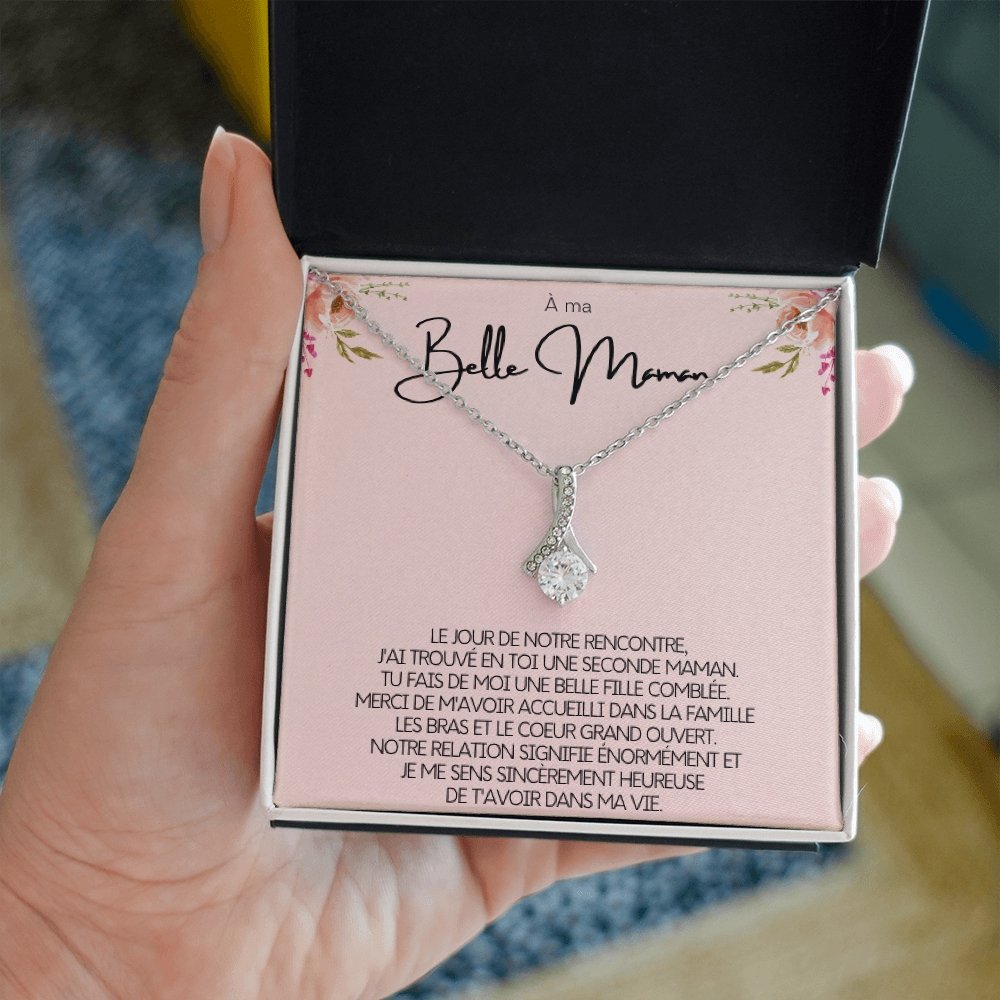 À ma
Belle Maman
LE JOUR DE NOTRE RENCONTRE,
J'AI TROUVÉ EN TOI UNE SECONDE MAMAN.
TU FAIS DE MOI UNE BELLE FILLE COMBLÉE.
MERCI DE M'AVOIR ACCUEILLI DANS LA FAMILLE
LES BRAS ET LE COEUR GRAND OUVERT.
NOTRE RELATION SIGNIFIE ÉNORMÉMENT ET
JE ME SENS SINCÈREMENT HEUREUSE
DE T'AVOIR DANS MA VIE.